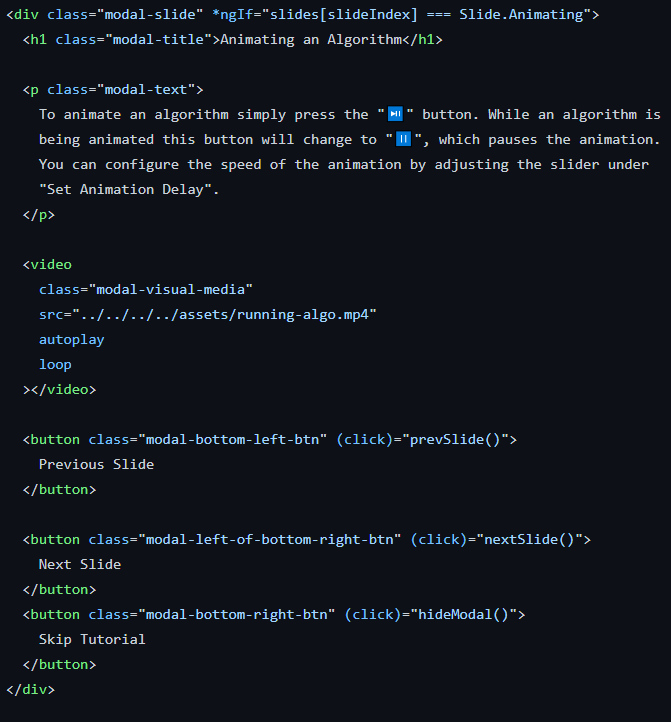 <div class="modal-slide" *ngIf="slides[slideIndex] === Slide.Animating">
<h1 class="modal-title">Animating an Algorithm</h1>
<p class="modal-text">
To animate an algorithm simply press the "⏯️" button. While an algorithm is
being animated this button will change to "⏸️", which pauses the animation.
You can configure the speed of the animation by adjusting the slider under
"Set Animation Delay".
</p>
<video
class="modal-visual-media"
src="../../../../assets/running-algo.mp4"
autoplay
loop
></video>
<button class="modal-bottom-left-btn" (click)="prevSlide()">
Previous Slide
</button>
<button class="modal-left-of-bottom-right-btn" (click)="nextSlide()">
Next Slide
</button>
<button class="modal-bottom-right-btn" (click)="hideModal()">
Skip Tutorial
</button>
</div>